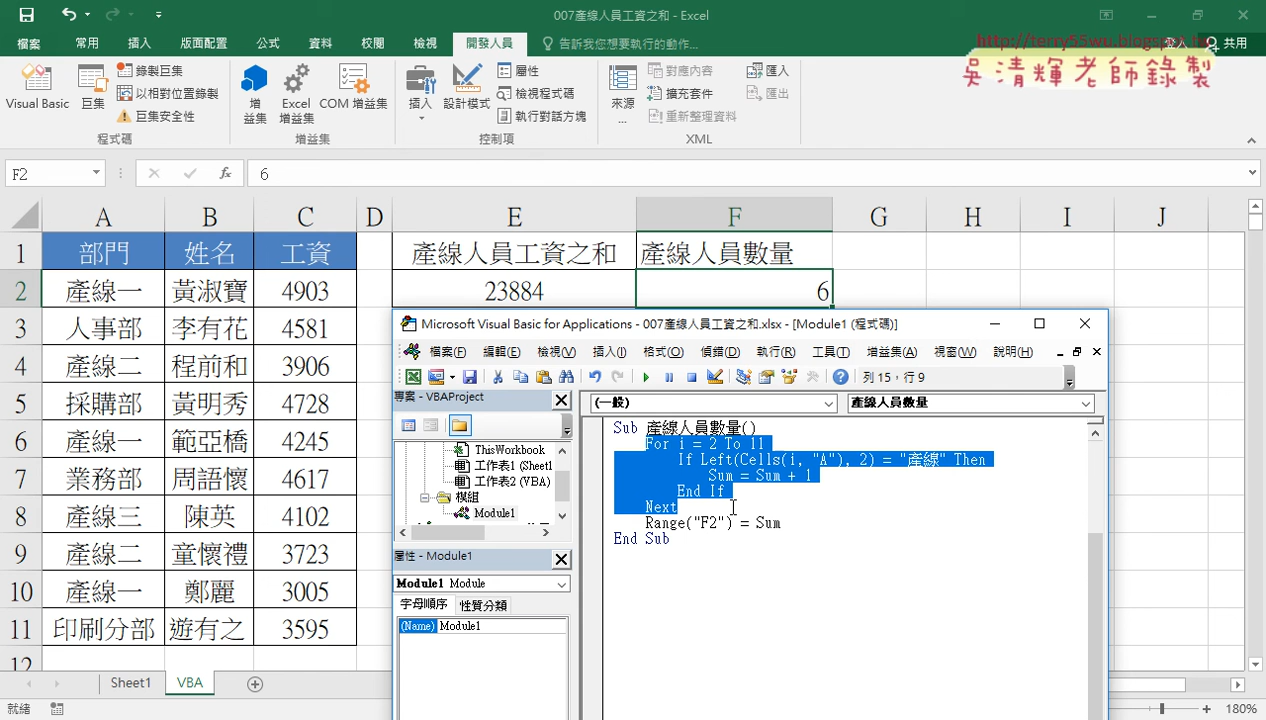 007產線人員工資之和 - Excel
登入 共用
http://terry55wu.blogspot.tw
吳清輝老師錄製
檔案 常用 插入 版面配置 公式 資料 校閱 檢視 開發人員 告訴我您想要執行的動作...
Visual Basic 巨集 錄製巨集 以相對位置錄製 巨集安全性 程式碼
增益集 Excel 增益集 COM 增益集 增益集
插入 設計模式 屬性 檢視程式碼 執行對話方塊 控制項
來源... 對應內容 擴充套件 重新整理資料 匯入 匯出 XML
F2 fx 6
A B C D E F G H I J
1 部門 姓名 工資 產線人員工資之和 產線人員數量
2 產線一 黃淑寶 4903 23884 6
3 人事部 李有花 4581
4 產線二 程前和 3906
5 採購部 黃明秀 4728
6 產線一 範亞橋 4245
7 業務部 周語懷 4617
8 產線三 陳英 4102
9 產線二 童懷禮 3723
10 產線一 鄭麗 3005
11 印刷分部 遊有之 3595
12
Microsoft Visual Basic for Applications - 007產線人員工資之和.xlsx - [Module1 (程式碼)]
檔案(F) 編輯(E) 檢視(V) 插入(I) 格式(O) 偵錯(D) 執行(R) 工具(T) 增益集(A) 視窗(W) 說明(H)
列 15，行 9
專案 - VBAProject
ThisWorkbook
工作表1 (Sheet1
工作表2 (VBA)
模組
Module1
屬性 - Module1
Module1 Module
字母順序 性質分類
(Name) Module1
(一般) 產線人員數量
Sub 產線人員數量()
For i = 2 To 11
If Left(Cells(i, "A"), 2) = "產線" Then
Sum = Sum + 1
End If
Next
Range("F2") = Sum
End Sub
Sheet1 VBA
就緒 180%